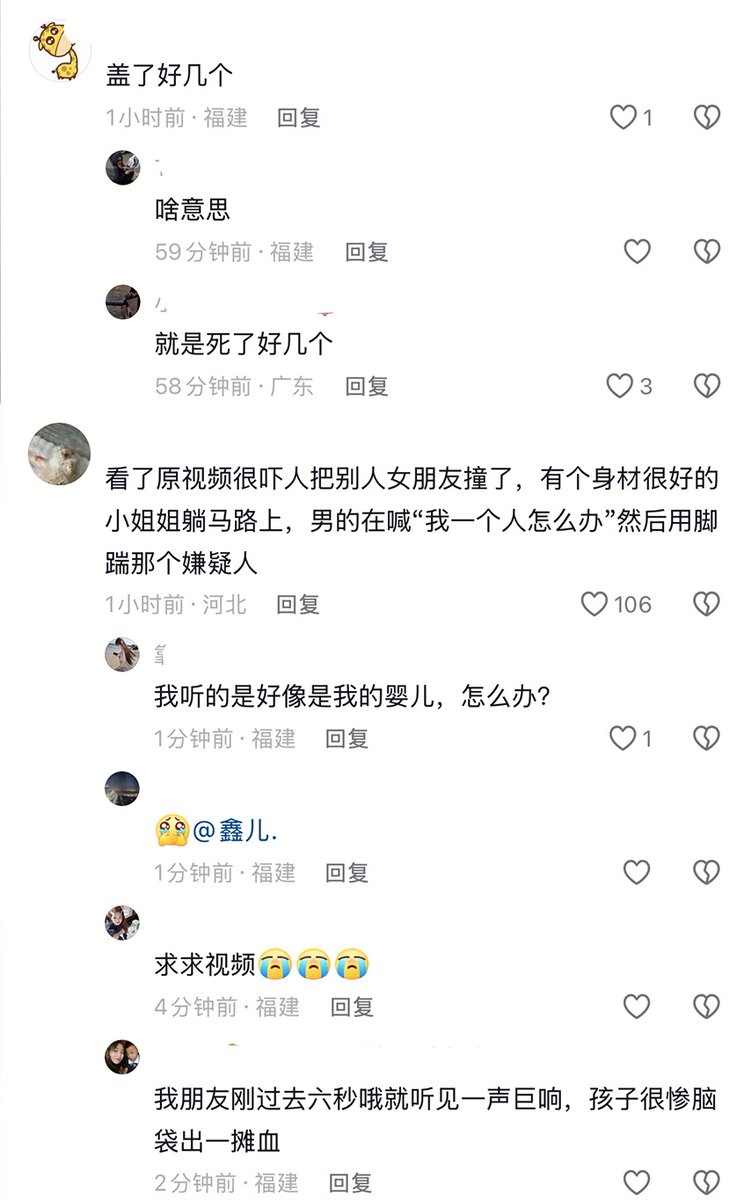 盖了好几个
1小时前·福建 回复 1
啥意思
59分钟前·福建 回复
就是死了好几个
58分钟前·广东 回复 3
看了原视频很吓人把别人女朋友撞了，有个身材很好的
小姐姐躺马路上，男的在喊“我一个人怎么办”然后用脚
踹那个嫌疑人
1小时前·河北 回复 106
我听的是好像是我的婴儿，怎么办？
1分钟前·福建 回复 1
@鑫儿.
1分钟前·福建 回复
求求视频😭😭😭
4分钟前·福建 回复
我朋友刚过去六秒哦就听见一声巨响，孩子很惨脑
袋出一摊血
2分钟前·福建 回复